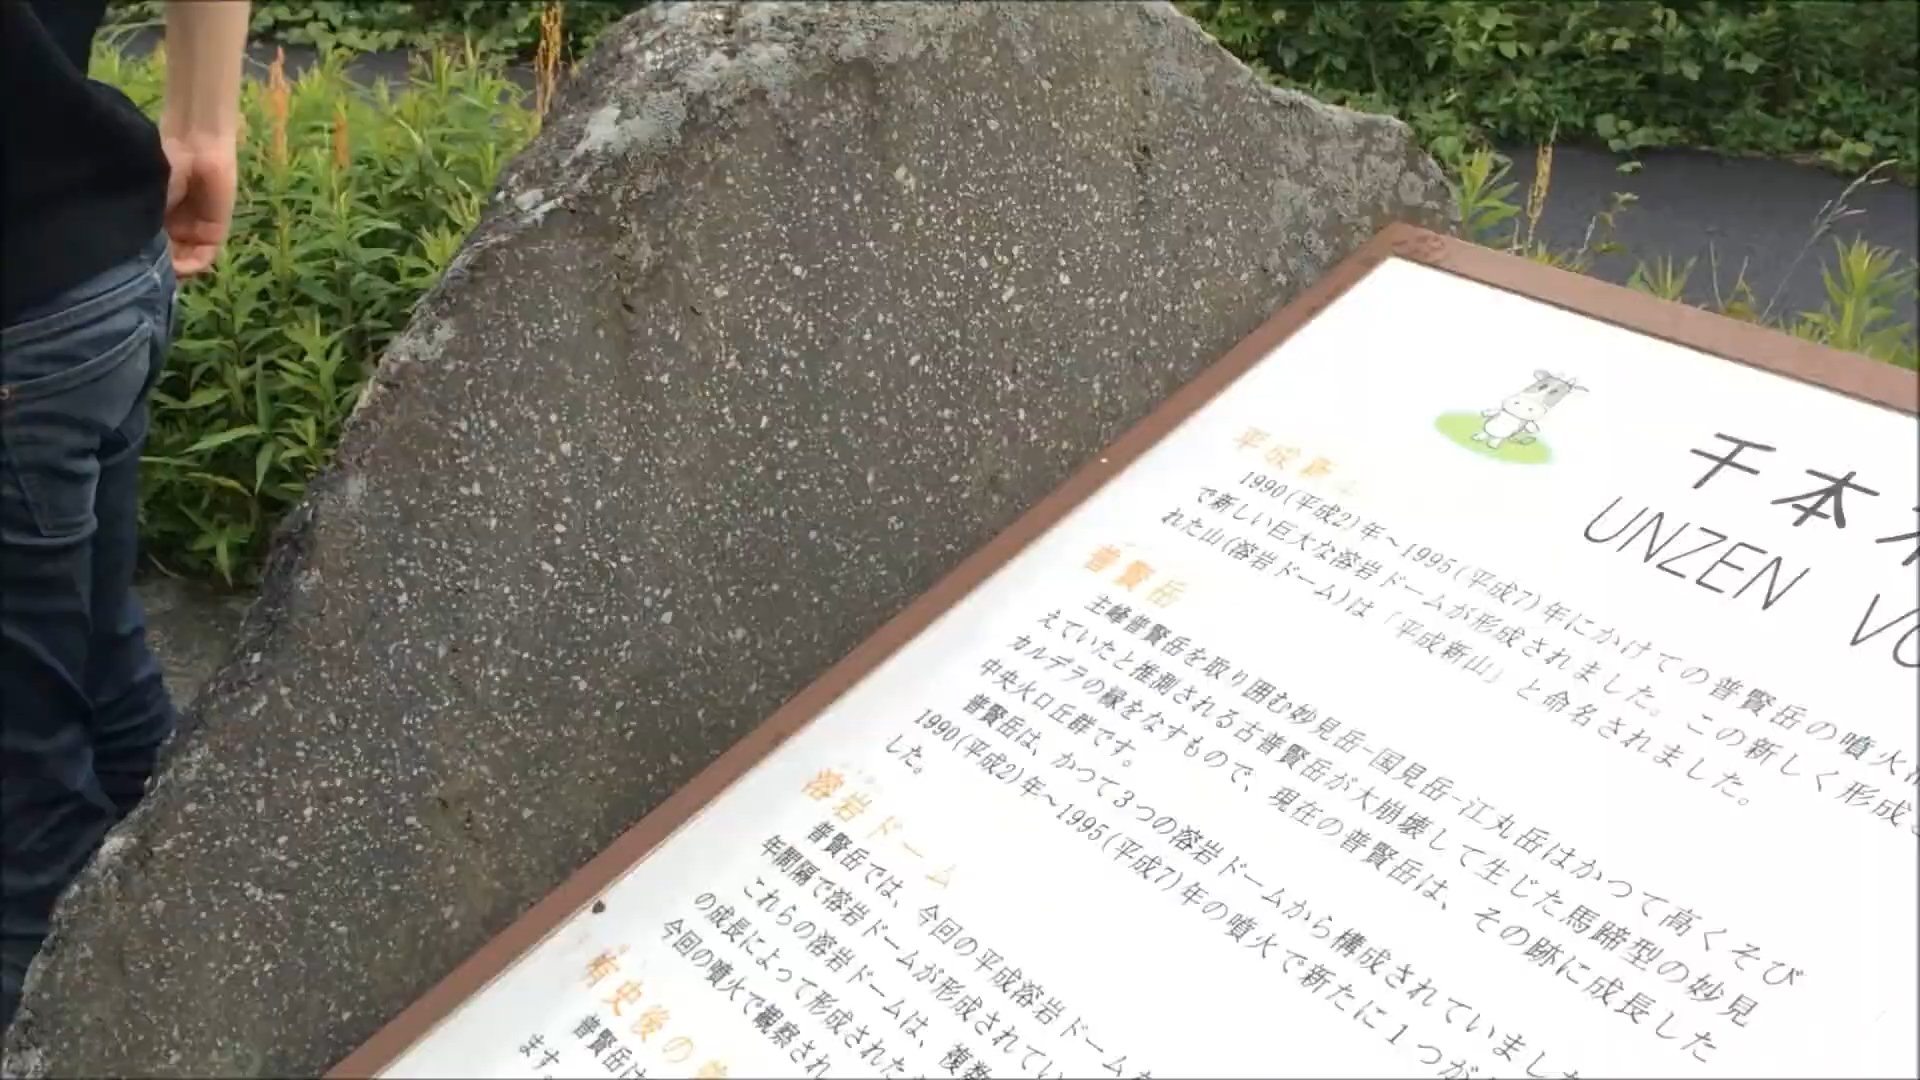 千本
UNZEN
平成新
1990(平成2)年～1995(平成7)年にかけての普賢岳の噴火
で新しい巨大な溶岩ドームが形成されました。この新しく形成
れた山(溶岩ドーム)は「平成新山」と命名されました。
普賢岳
主峰普賢岳を取り囲む妙見岳-国見岳-江丸岳はかつて高くそび
えていたと推測される古普賢岳が大崩壊して生じた馬蹄型の妙見
カルデラの縁をなすもので、現在の普賢岳は、その跡に成長した
中央火口丘群です。
普賢岳は、かつて3つの溶岩ドームから構成されていました
1990(平成2)年～1995(平成7)年の噴火で新たに1つが
した。
溶岩ドーム
普賢岳では、今回の平成溶岩ドーム
年間隔で溶岩ドームが形成されてい
これらの溶岩ドームは、複数
の成長によって形成された
今回の噴火で観察され
有史後の
普賢岳は
ます。